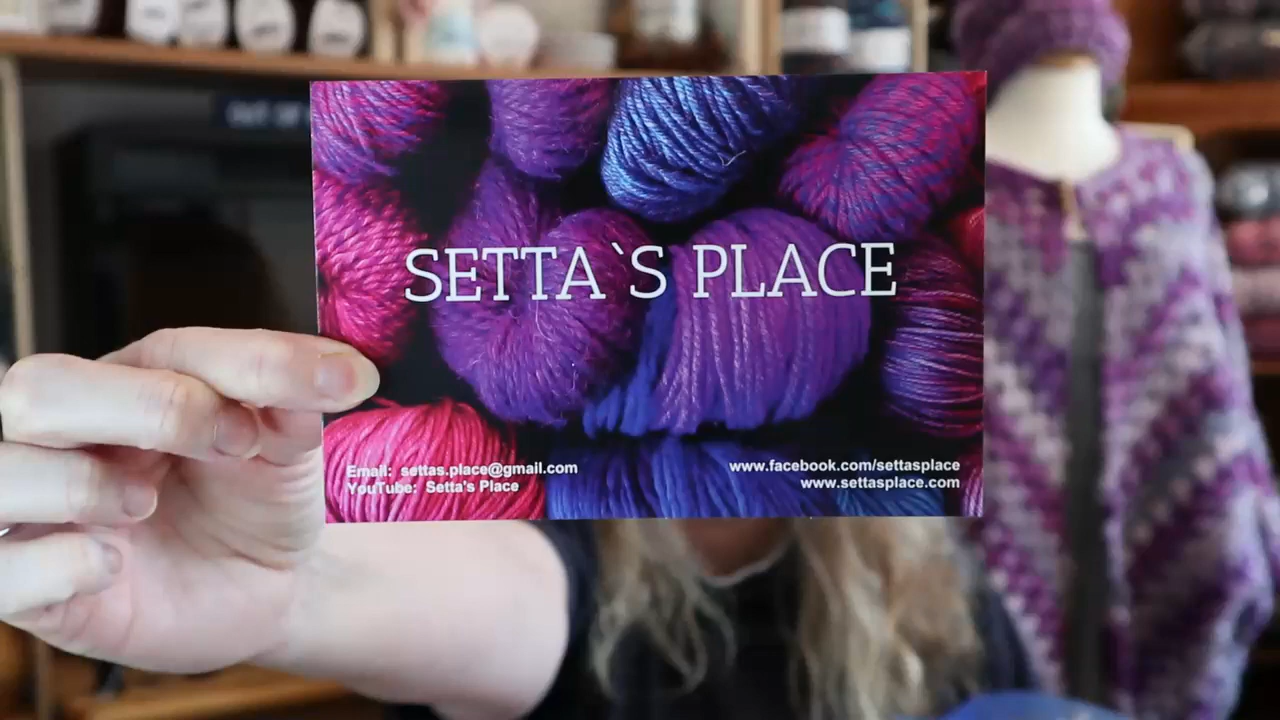 SETTA`S PLACE
Email: settas.place@gmail.com
YouTube: Setta's Place
www.facebook.com/settasplace
www.settasplace.com